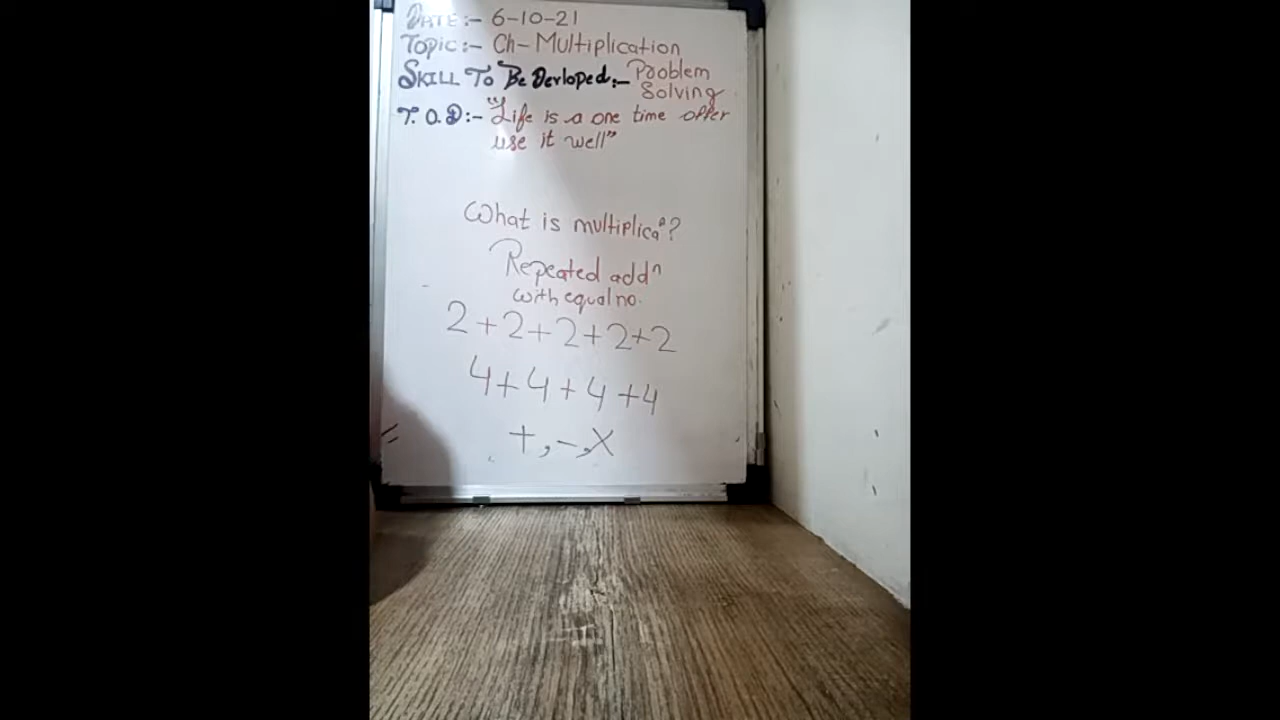 DATE:- 6-10-21
Topic:- Ch- Multiplication
SKILL To Be Devloped:- Problem
Solving
T.O.D:- "Life is a one time offer
use it well"
What is multiplicaⁿ?
Repeated addⁿ
with equal no.
2+2+2+2+2
4+4+4+4
+,-,X